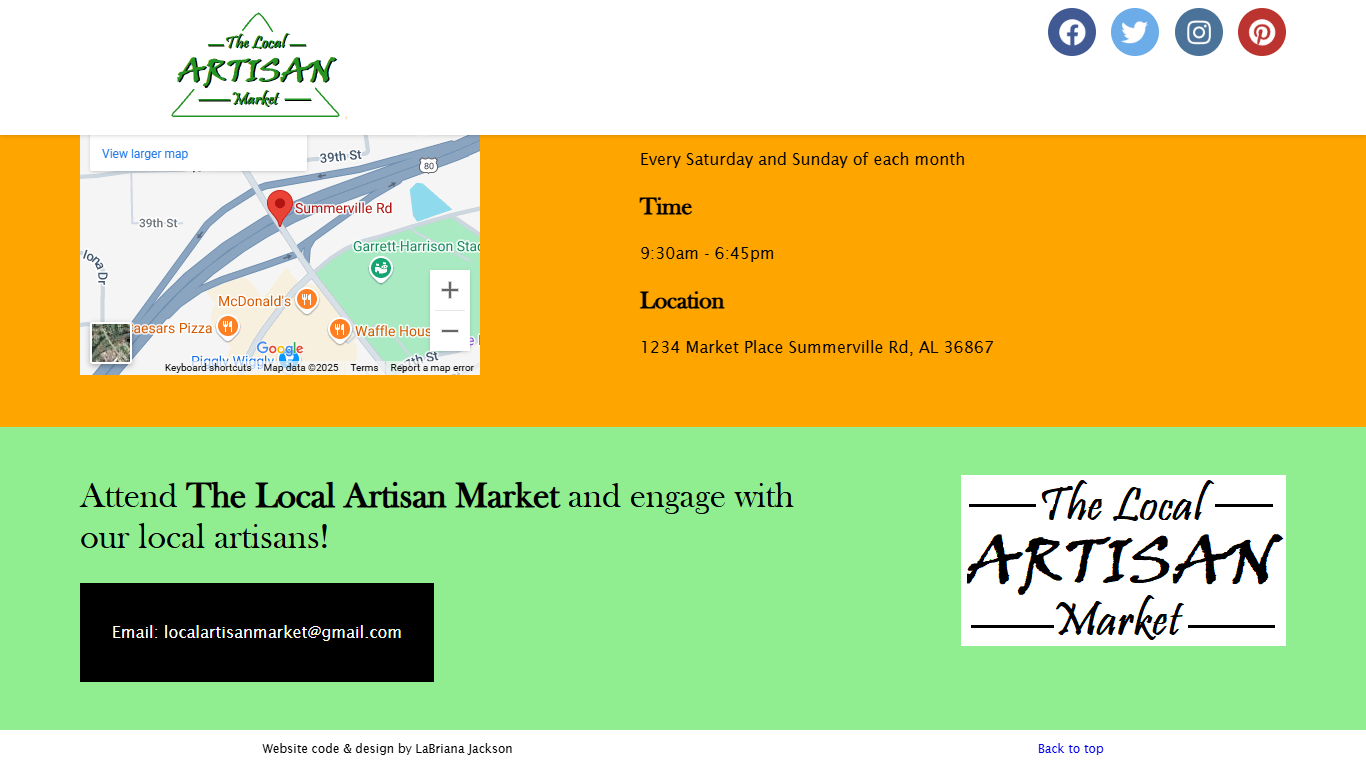 The Local
ARTISAN
Market
View larger map
39th St
80
Summerville Rd
39th St
Garrett-Harrison Stad
Iona Dr
McDonald's
aesars Pizza
Waffle Hous
Piggly Wiggly
Google
th St
Keyboard shortcuts
Map data ©2025
Terms
Report a map error
Every Saturday and Sunday of each month
Time
9:30am - 6:45pm
Location
1234 Market Place Summerville Rd, AL 36867
Attend The Local Artisan Market and engage with
our local artisans!
Email: localartisanmarket@gmail.com
The Local
ARTISAN
Market
Website code & design by LaBriana Jackson
Back to top